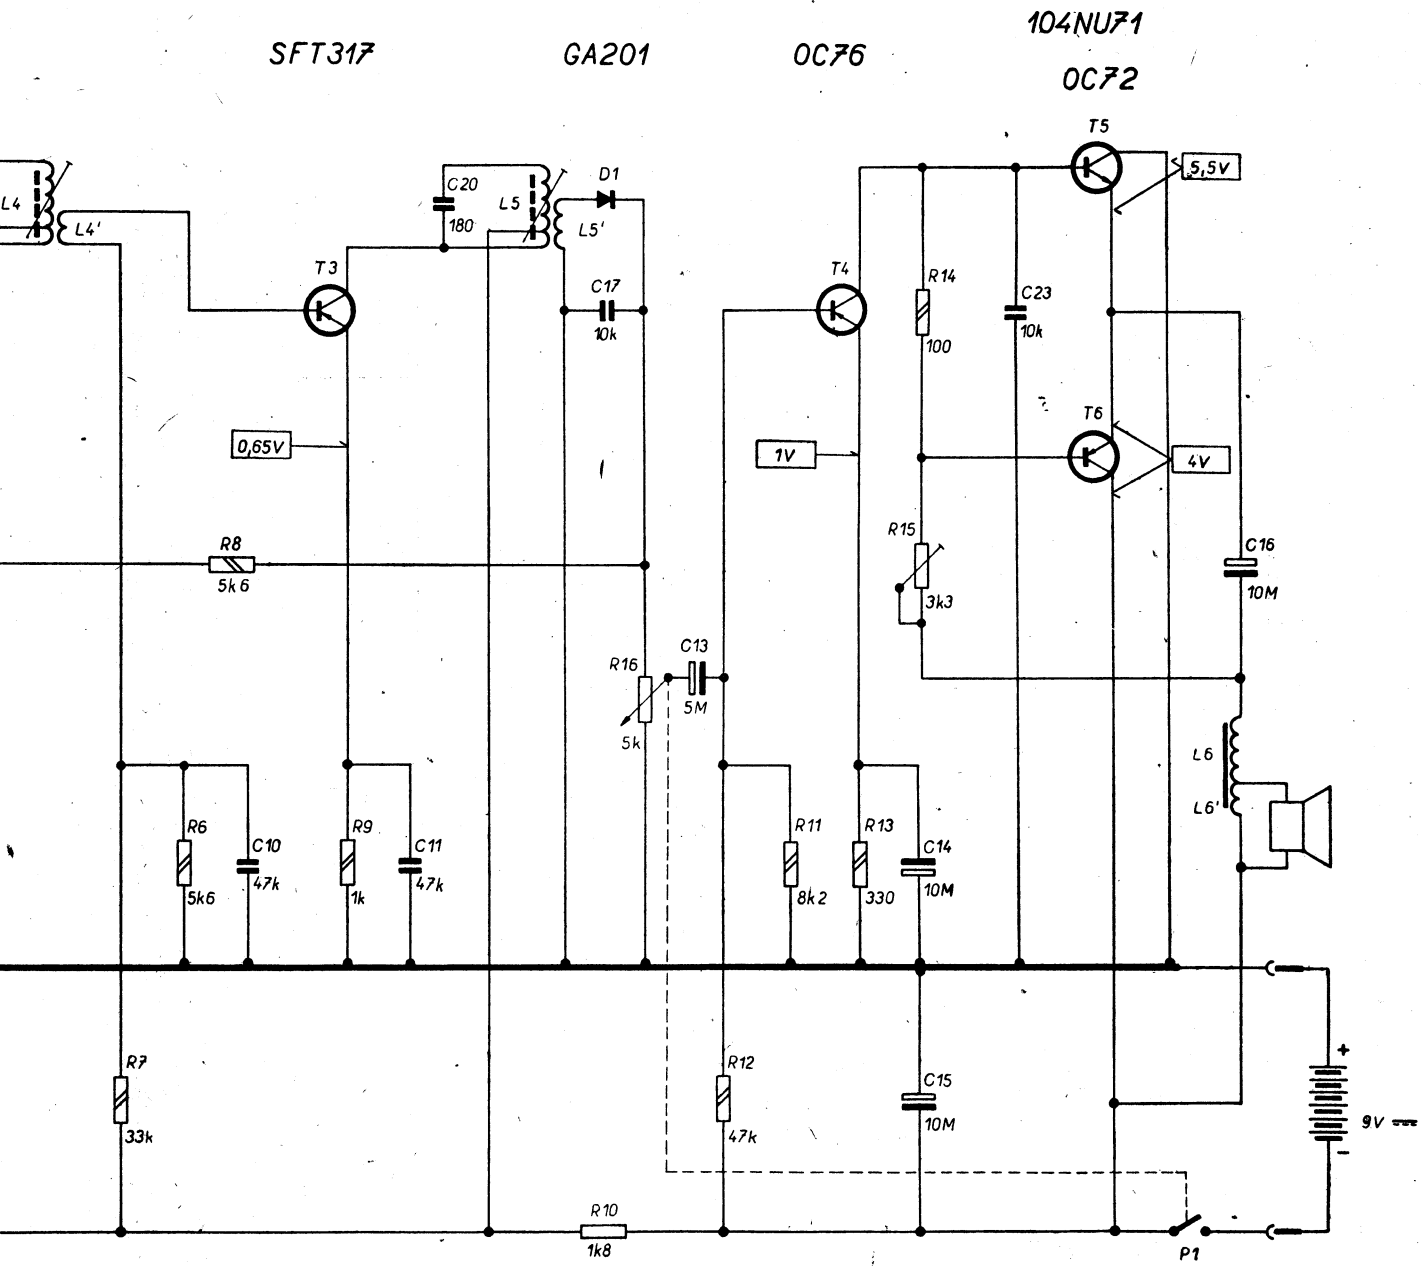 104NU71
SFT317
GA201
OC76
OC72
T5
5,5V
L4
L4'
C20
180
L5
L5'
D1
T3
C17
10k
T4
R14
100
C23
10k
T6
4V
0,65V
1V
R8
5k6
R15
3k3
C16
10M
R16
5k
C13
5M
L6
L6'
R6
5k6
C10
47k
R9
1k
C11
47k
R11
8k2
R13
330
C14
10M
R7
33k
R12
47k
C15
10M
+
9V
-
R10
1k8
P1